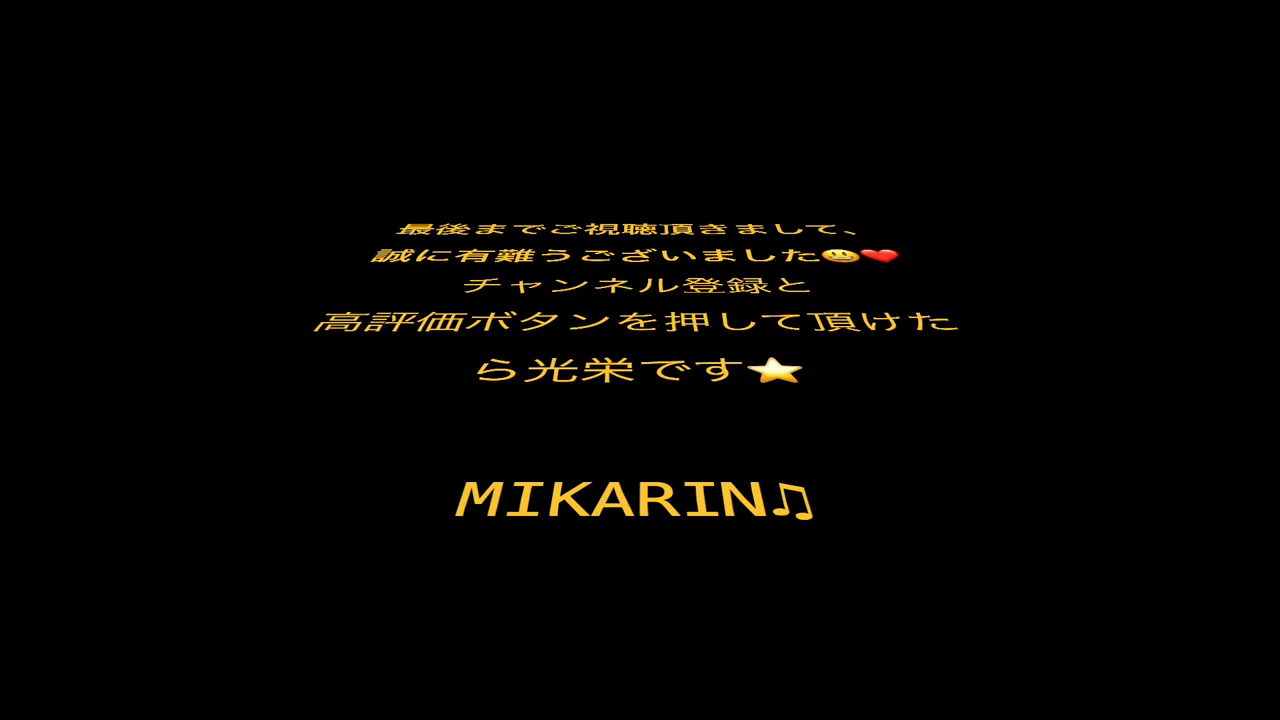 最後までご視聴頂きまして、
誠に有難うございました😃❤️
チャンネル登録と
高評価ボタンを押して頂けた
ら光栄です⭐
MIKARIN♫